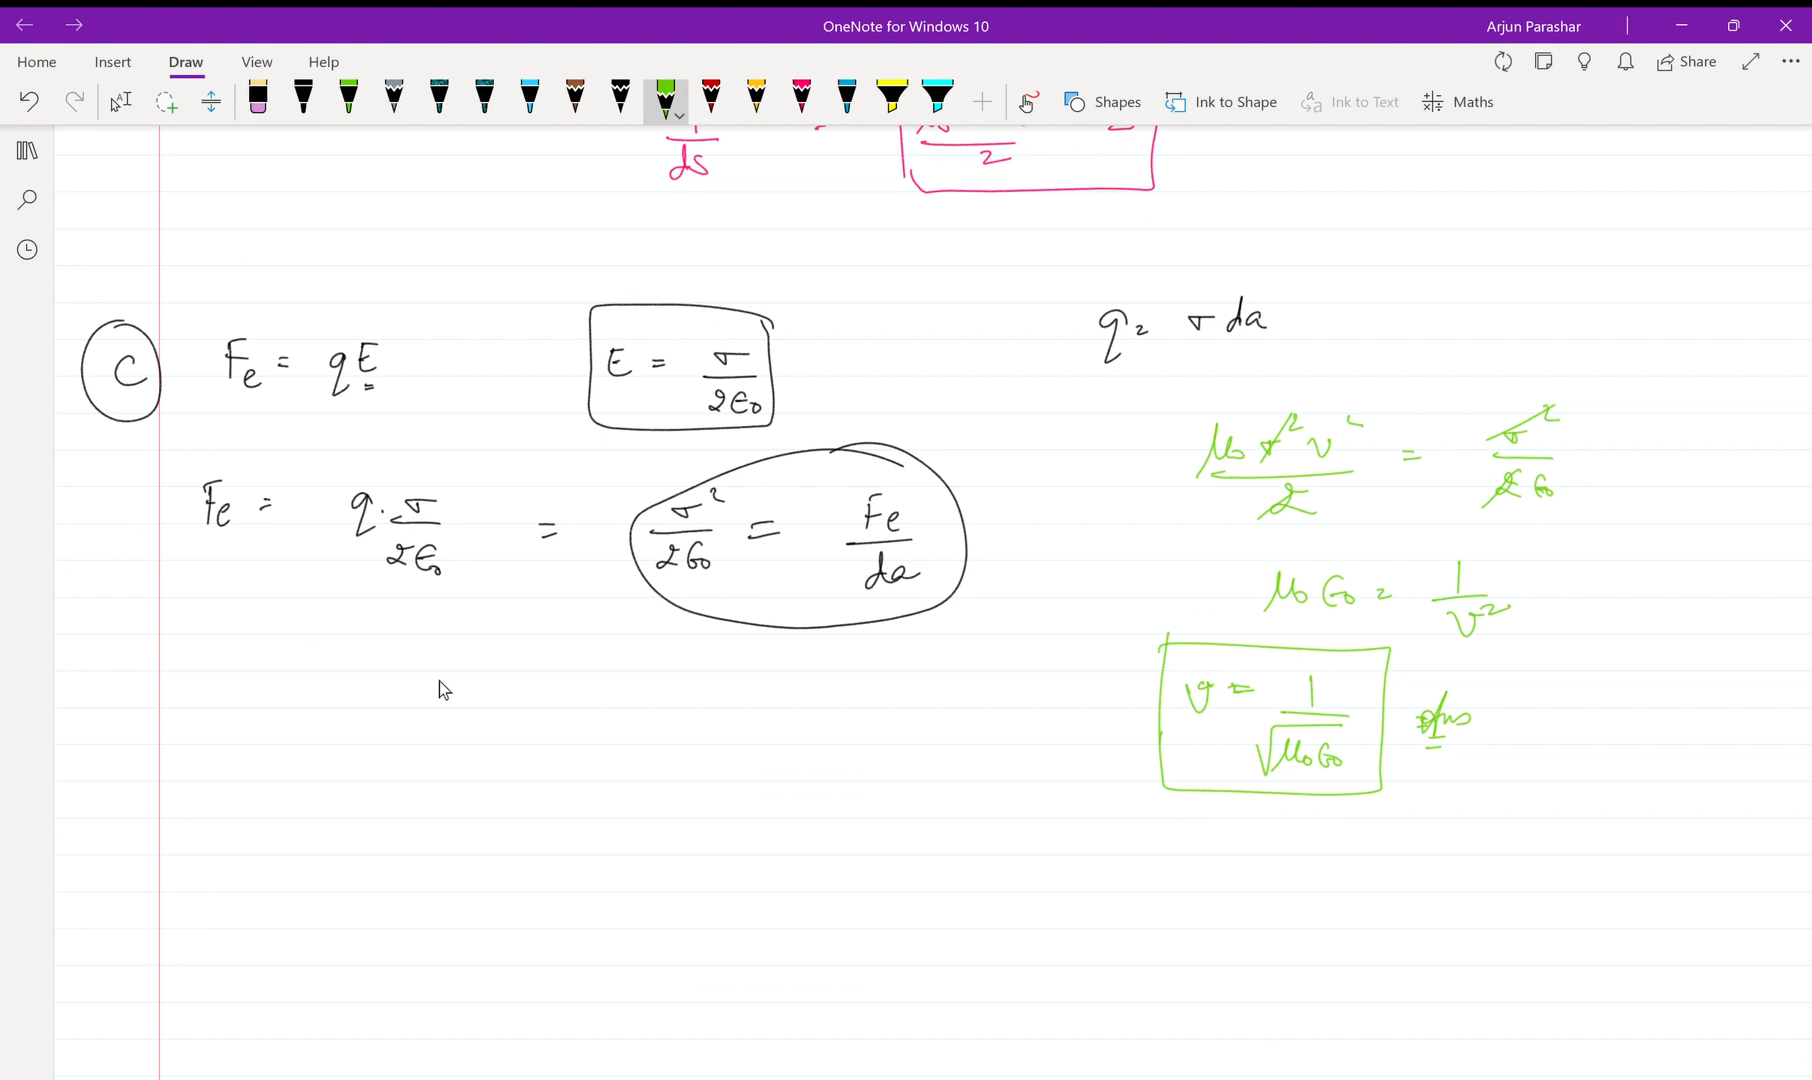 OneNote for Windows 10
Arjun Parashar
Home Insert Draw View Help
Share
Shapes Ink to Shape Ink to Text Maths
ds
2
C
Fe = qE
E = σ/2ε₀
q = σ da
Fe = q·σ/2ε₀ = σ²/2ε₀ = Fe/da
μ₀σ²v²/2 = σ²/2ε₀
μ₀ε₀ = 1/v²
v = 1/√μ₀ε₀ Ans